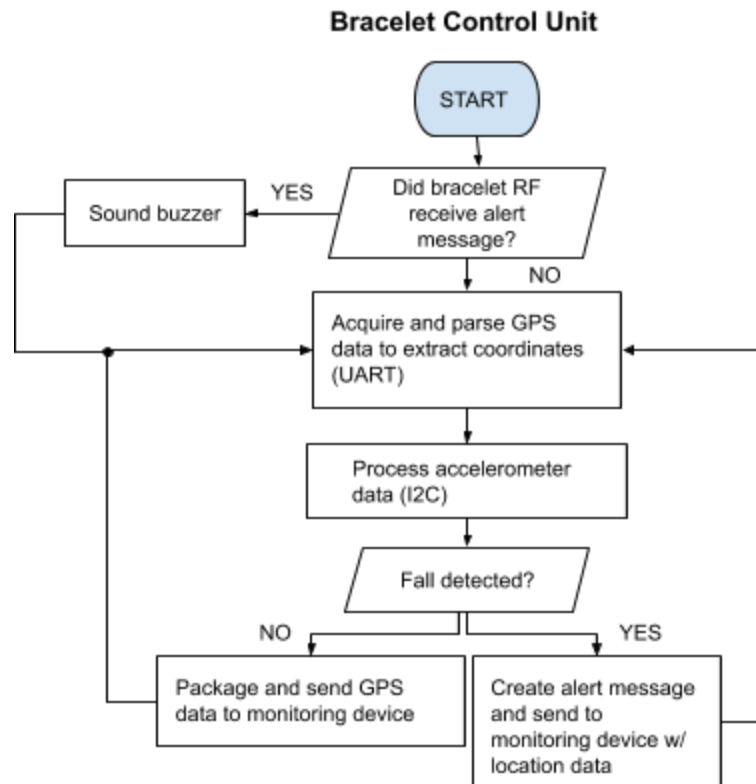 Bracelet Control Unit
START
Did bracelet RF
receive alert
message?
YES
Sound buzzer
NO
Acquire and parse GPS
data to extract coordinates
(UART)
Process accelerometer
data (I2C)
Fall detected?
NO
YES
Package and send GPS
data to monitoring device
Create alert message
and send to
monitoring device w/
location data